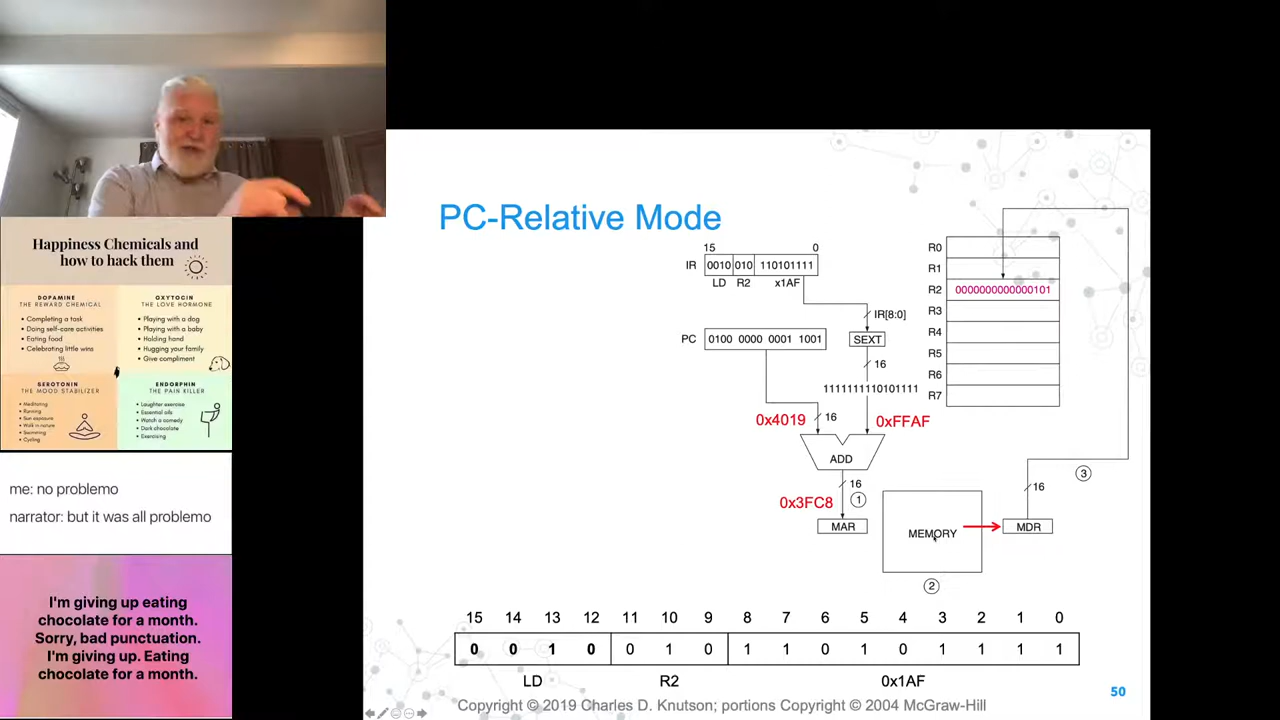 Happiness Chemicals and
how to hack them
DOPAMINE
THE REWARD CHEMICAL
• Completing a task
• Doing self-care activities
• Eating food
• Celebrating little wins
OXYTOCIN
THE LOVE HORMONE
• Playing with a dog
• Playing with a baby
• Holding hand
• Hugging your family
• Give compliment
SEROTONIN
THE MOOD STABILIZER
• Meditating
• Running
• Sun exposure
• Walk in nature
• Swimming
• Cycling
ENDORPHIN
THE PAIN KILLER
• Laughter exercise
• Essential oils
• Watch a comedy
• Dark chocolate
• Exercising
me: no problemo
narrator: but it was all problemo
I'm giving up eating
chocolate for a month.
Sorry, bad punctuation.
I'm giving up. Eating
chocolate for a month.
PC-Relative Mode
15 0
IR 0010 010 110101111
LD R2 x1AF
IR[8:0]
PC 0100 0000 0001 1001
SEXT
16
1111111110101111
0x4019 16 0xFFAF
ADD
16
0x3FC8 1
MAR
MEMORY
2
MDR
16
3
R0
R1
R2 0000000000000101
R3
R4
R5
R6
R7
15 14 13 12 11 10 9 8 7 6 5 4 3 2 1 0
0 0 1 0 0 1 0 1 1 0 1 0 1 1 1 1
LD R2 0x1AF
50
Copyright © 2019 Charles D. Knutson; portions Copyright © 2004 McGraw-Hill